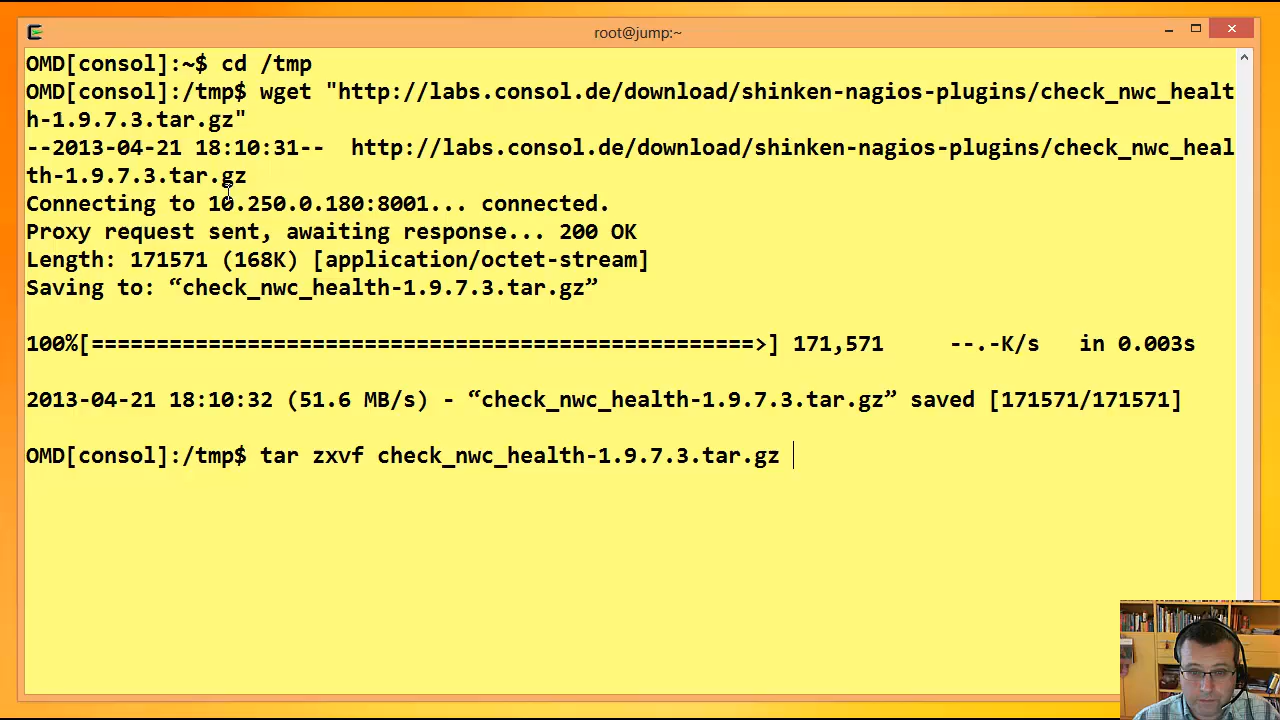 root@jump:~
OMD[consol]:~$ cd /tmp
OMD[consol]:/tmp$ wget "http://labs.consol.de/download/shinken-nagios-plugins/check_nwc_healt
h-1.9.7.3.tar.gz"
--2013-04-21 18:10:31--  http://labs.consol.de/download/shinken-nagios-plugins/check_nwc_heal
th-1.9.7.3.tar.gz
Connecting to 10.250.0.180:8001... connected.
Proxy request sent, awaiting response... 200 OK
Length: 171571 (168K) [application/octet-stream]
Saving to: “check_nwc_health-1.9.7.3.tar.gz”
100%[===================================================>] 171,571     --.-K/s   in 0.003s
2013-04-21 18:10:32 (51.6 MB/s) - “check_nwc_health-1.9.7.3.tar.gz” saved [171571/171571]
OMD[consol]:/tmp$ tar zxvf check_nwc_health-1.9.7.3.tar.gz